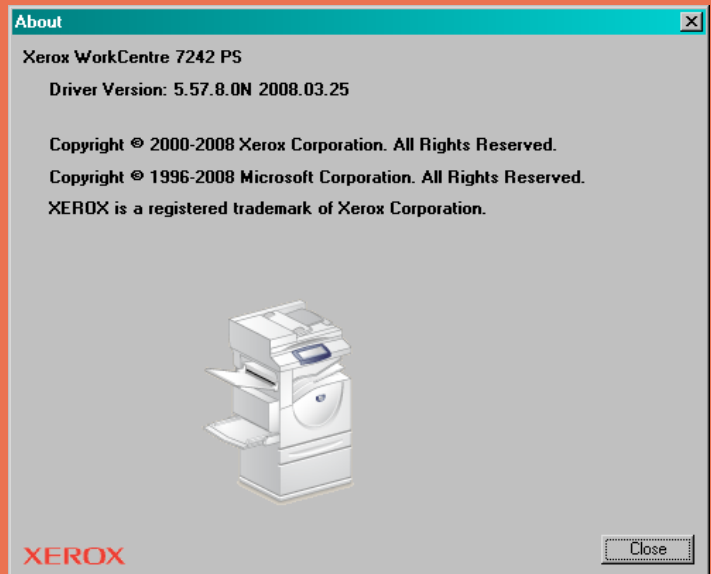 About
Xerox WorkCentre 7242 PS
Driver Version: 5.57.8.0N 2008.03.25
Copyright © 2000-2008 Xerox Corporation. All Rights Reserved.
Copyright © 1996-2008 Microsoft Corporation. All Rights Reserved.
XEROX is a registered trademark of Xerox Corporation.
XEROX
Close